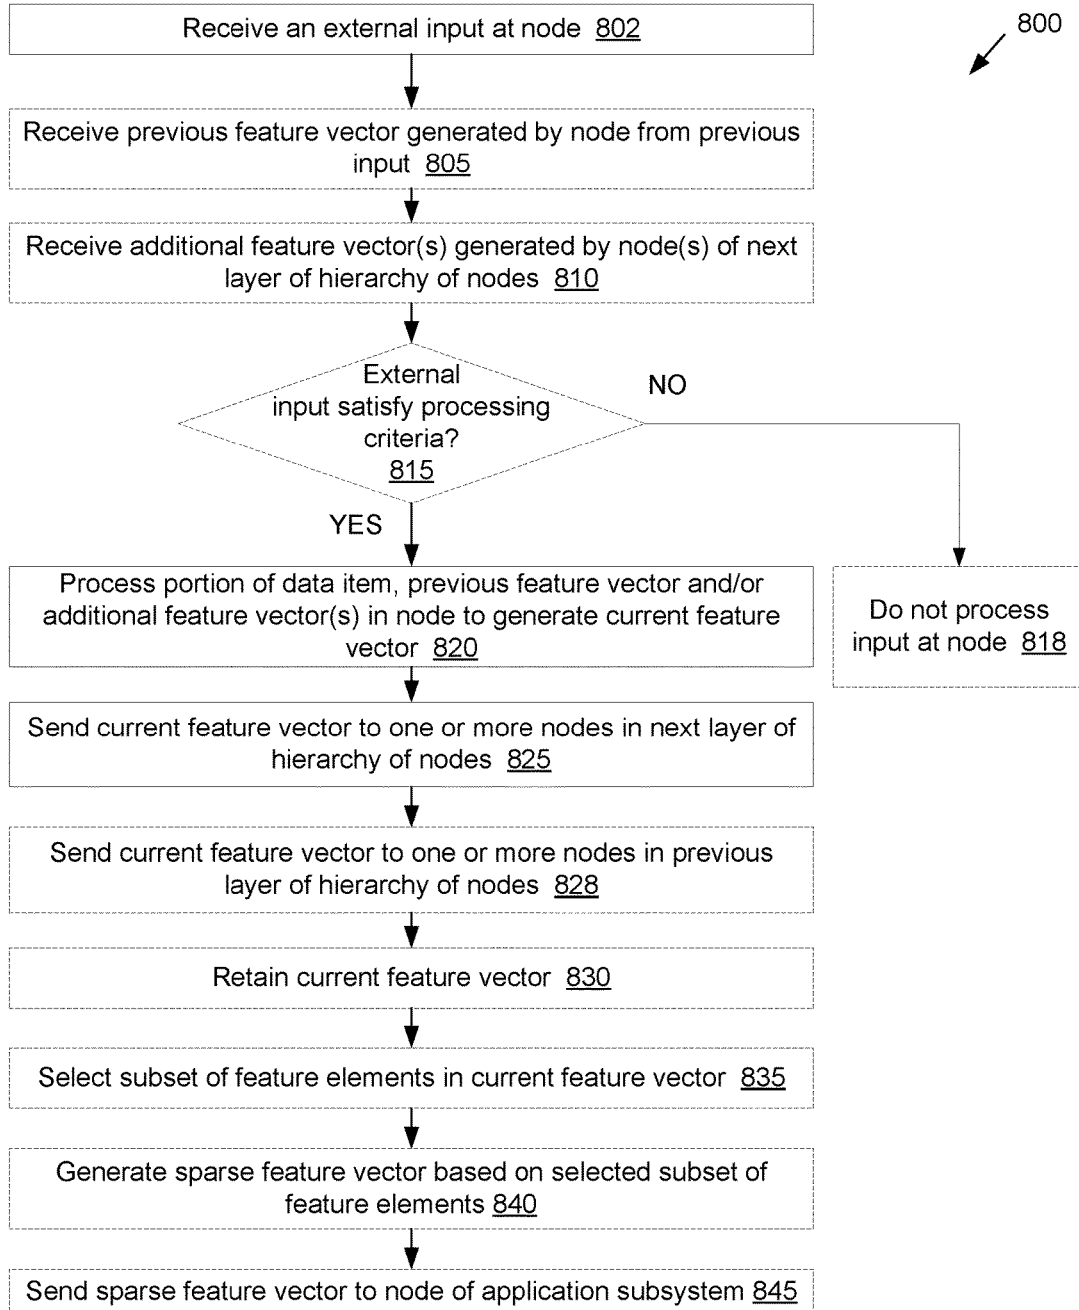 Receive an external input at node 802
800
Receive previous feature vector generated by node from previous
input 805
Receive additional feature vector(s) generated by node(s) of next
layer of hierarchy of nodes 810
External
input satisfy processing
criteria?
815
NO
YES
Process portion of data item, previous feature vector and/or
additional feature vector(s) in node to generate current feature
vector 820
Do not process
input at node 818
Send current feature vector to one or more nodes in next layer of
hierarchy of nodes 825
Send current feature vector to one or more nodes in previous
layer of hierarchy of nodes 828
Retain current feature vector 830
Select subset of feature elements in current feature vector 835
Generate sparse feature vector based on selected subset of
feature elements 840
Send sparse feature vector to node of application subsystem 845